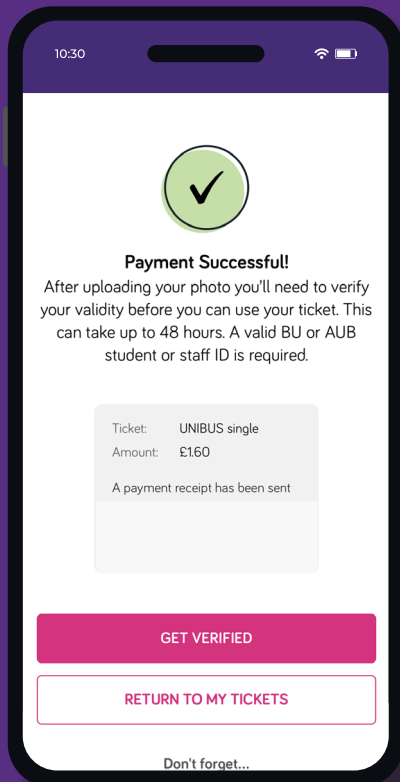 10:30
Payment Successful!
After uploading your photo you'll need to verify
your validity before you can use your ticket. This
can take up to 48 hours. A valid BU or AUB
student or staff ID is required.
Ticket: UNIBUS single
Amount: £1.60
A payment receipt has been sent
GET VERIFIED
RETURN TO MY TICKETS
Don't forget...